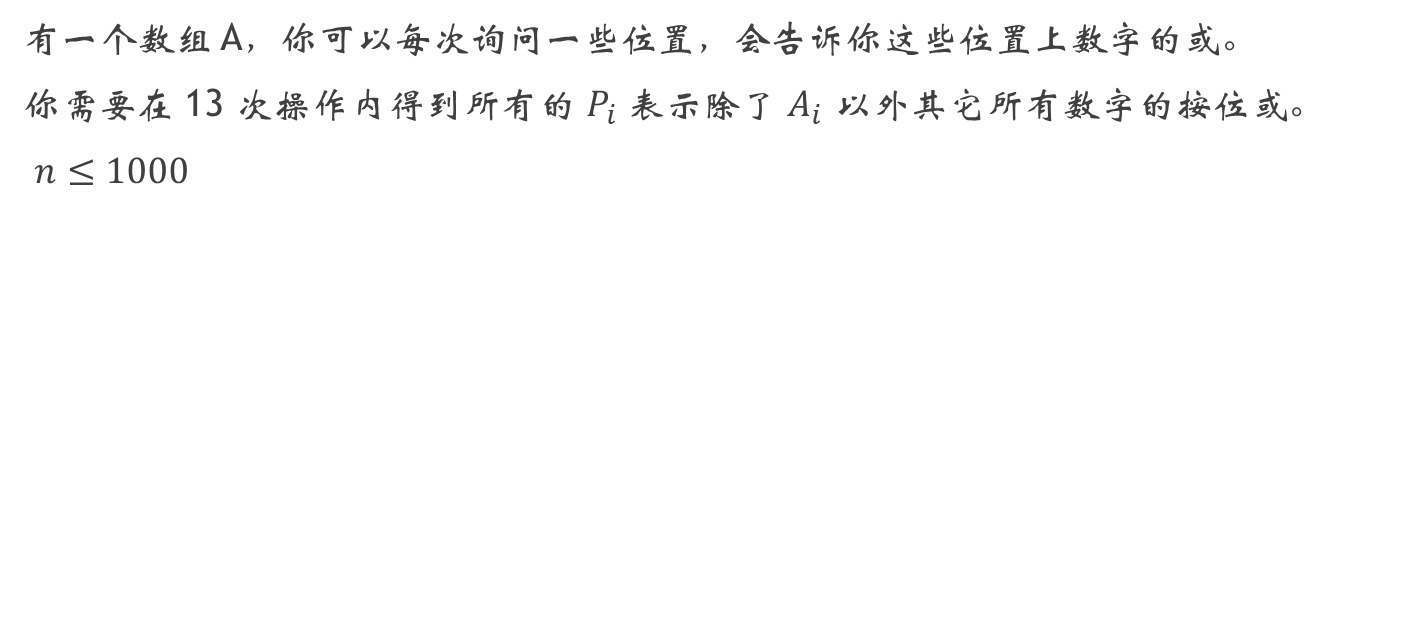 有一个数组 A，你可以每次询问一些位置，会告诉你这些位置上数字的或。
你需要在 13 次操作内得到所有的 $P_i$ 表示除了 $A_i$ 以外其它所有数字的按位或。
$n \leq 1000$